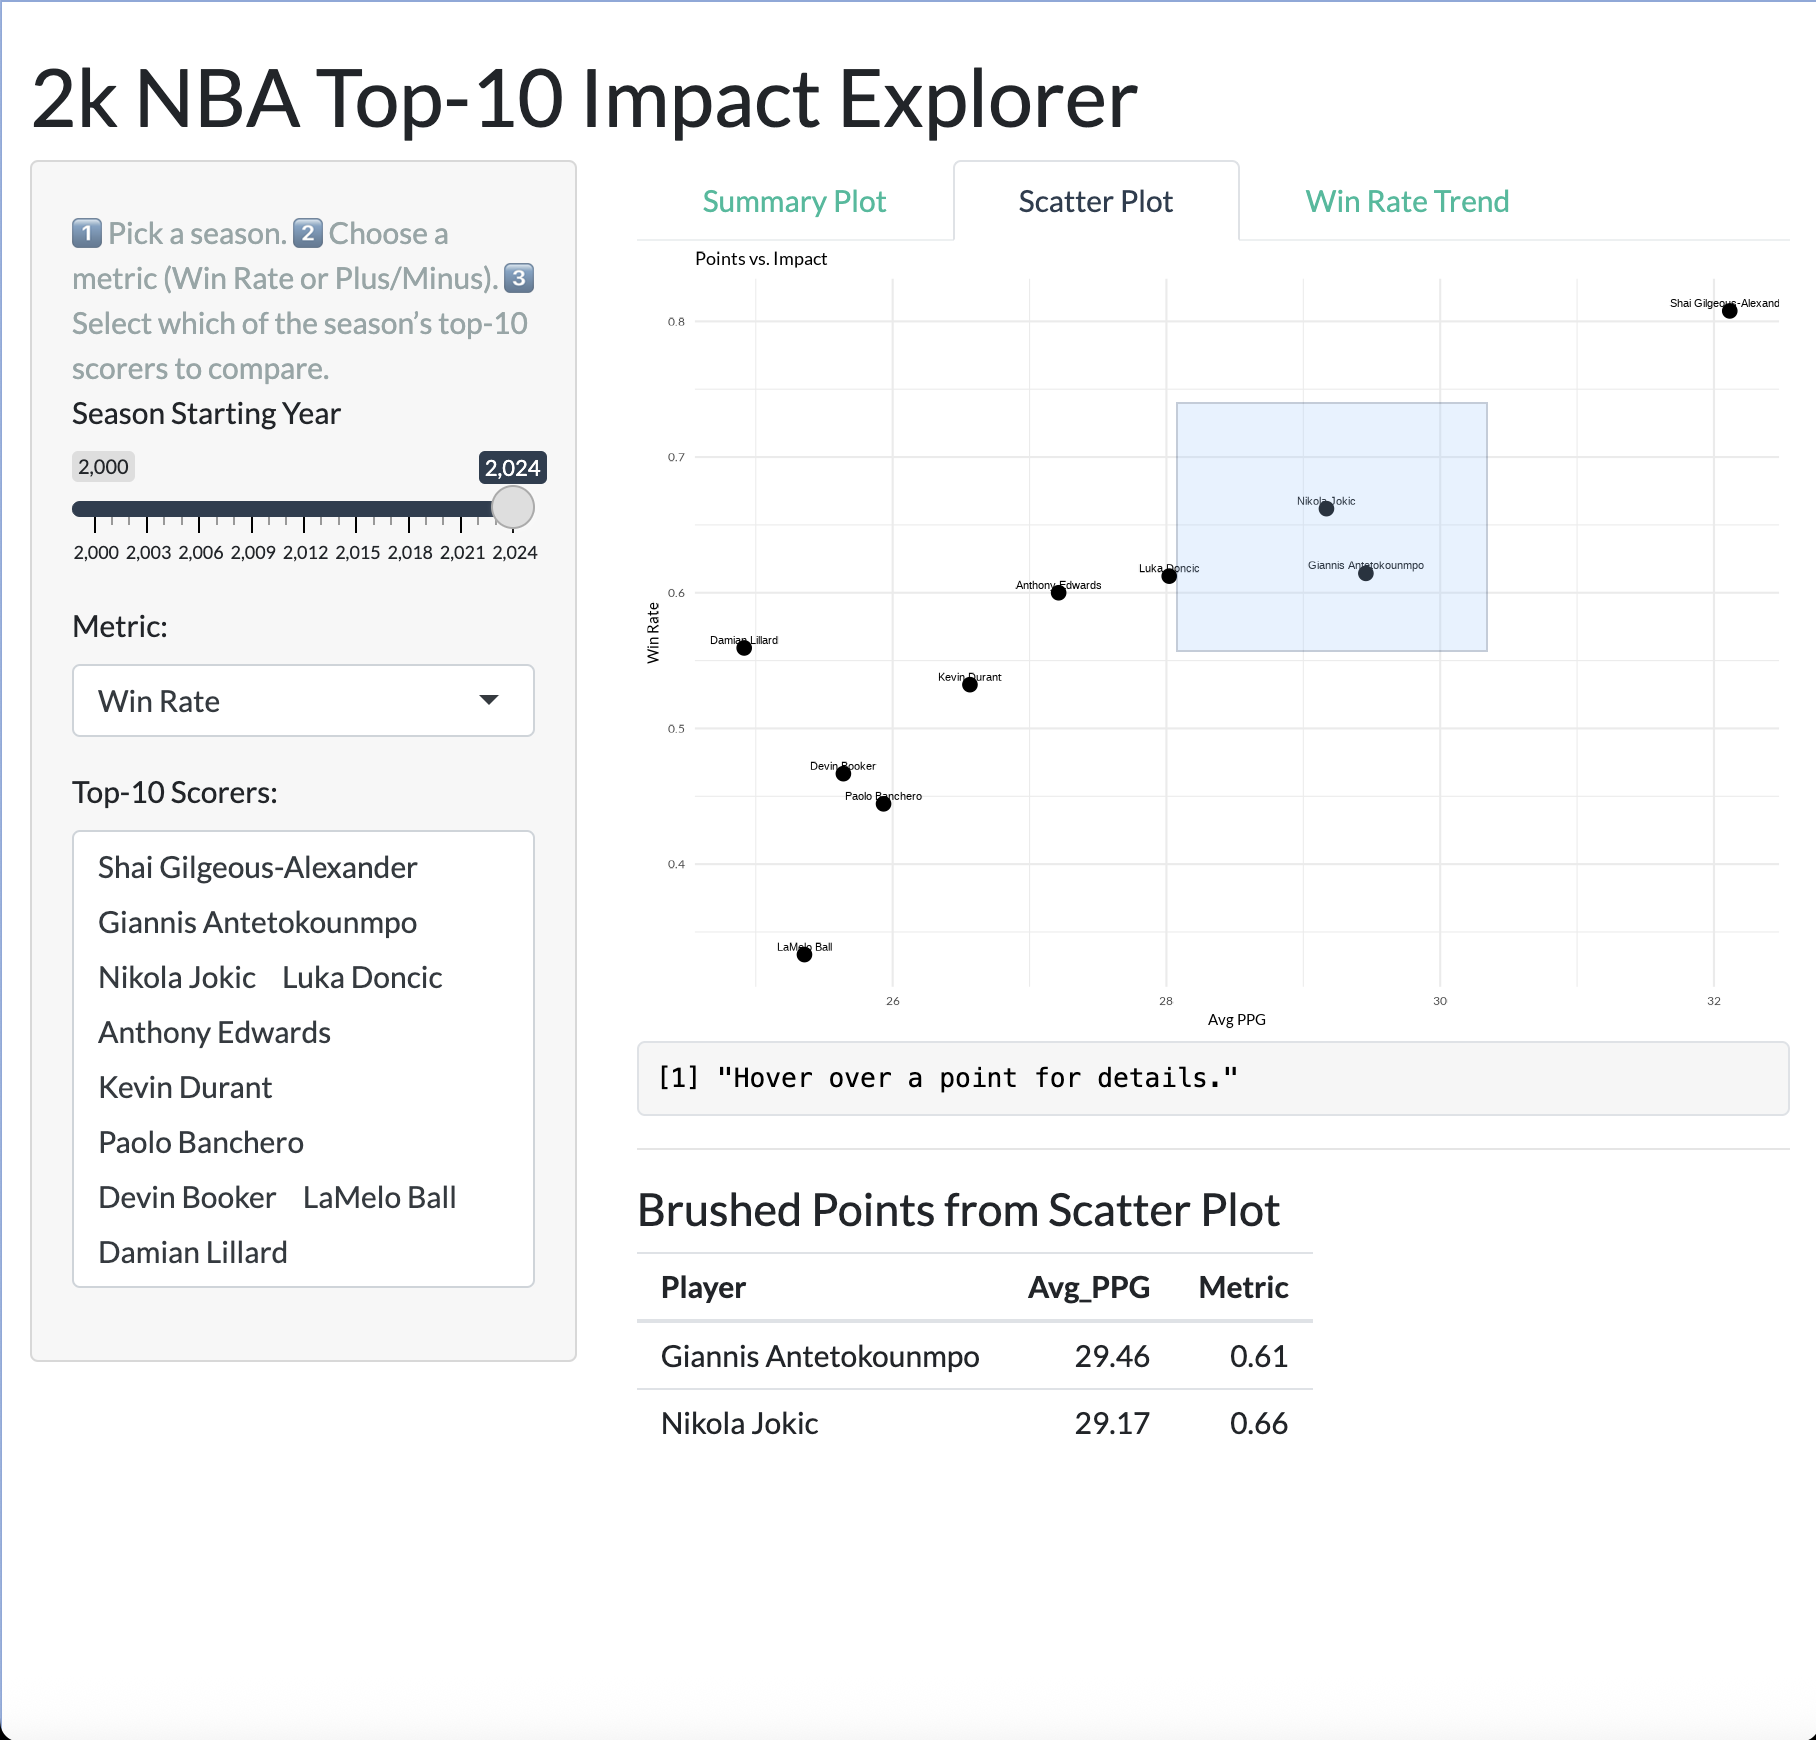 2k NBA Top-10 Impact Explorer
1 Pick a season. 2 Choose a
metric (Win Rate or Plus/Minus). 3
Select which of the season’s top-10
scorers to compare.
Season Starting Year
2,000 2,024
2,000 2,003 2,006 2,009 2,012 2,015 2,018 2,021 2,024
Metric:
Win Rate
Top-10 Scorers:
Shai Gilgeous-Alexander
Giannis Antetokounmpo
Nikola Jokic Luka Doncic
Anthony Edwards
Kevin Durant
Paolo Banchero
Devin Booker LaMelo Ball
Damian Lillard
Summary Plot Scatter Plot Win Rate Trend
Points vs. Impact
Shai Gilgeous-Alexand
0.8
0.7
Nikola Jokic
Giannis Antetokounmpo
Luka Doncic
Anthony Edwards
0.6
Win Rate
Damian Lillard
Kevin Durant
0.5
Devin Booker
Paolo Banchero
0.4
LaMelo Ball
26 28 30 32
Avg PPG
[1] "Hover over a point for details."
Brushed Points from Scatter Plot
Player Avg_PPG Metric
Giannis Antetokounmpo 29.46 0.61
Nikola Jokic 29.17 0.66